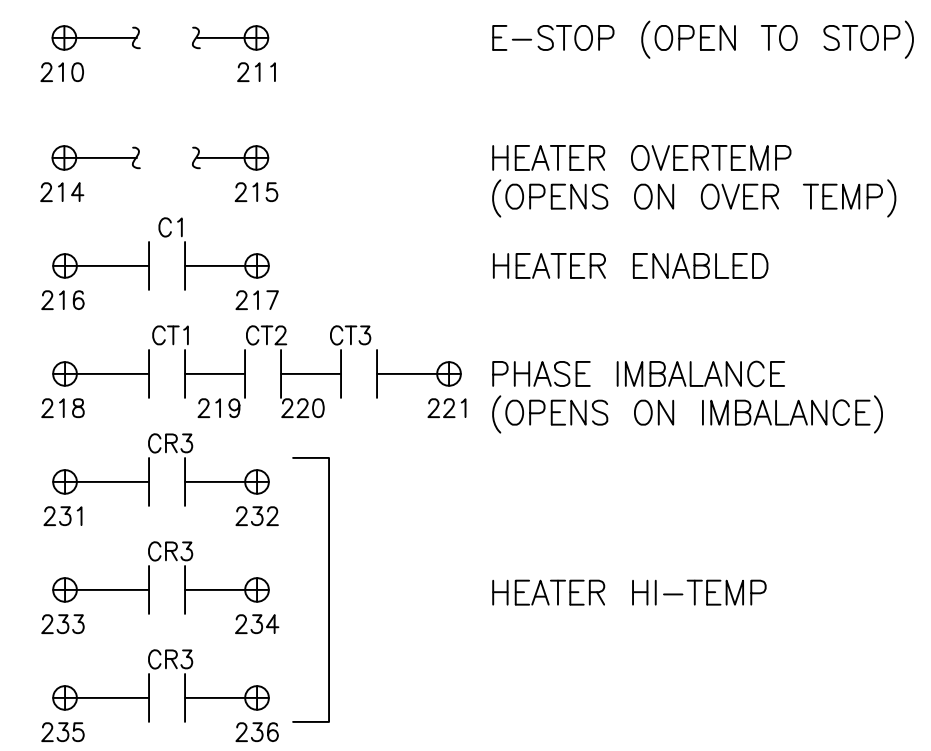 E-STOP (OPEN TO STOP)
210 211
HEATER OVERTEMP
214 215
(OPENS ON OVER TEMP)
C1
HEATER ENABLED
216 217
CT1 CT2 CT3
PHASE IMBALANCE
218 219 220 221
(OPENS ON IMBALANCE)
CR3
231 232
CR3
HEATER HI-TEMP
233 234
CR3
235 236